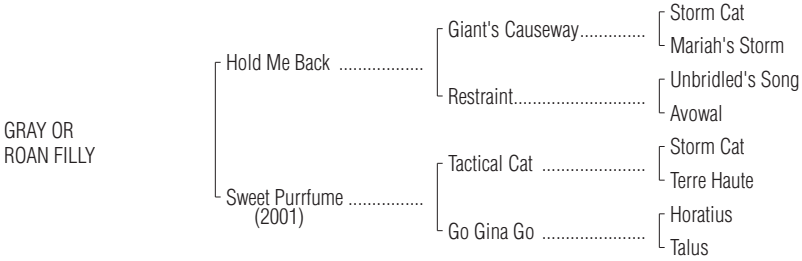 Storm Cat
Giant's Causeway..............
Mariah's Storm
Hold Me Back ..................
Unbridled's Song
Restraint............................
Avowal
GRAY OR
ROAN FILLY
Storm Cat
Tactical Cat ......................
Terre Haute
Sweet Purrfume ................
(2001)
Horatius
Go Gina Go ......................
Talus